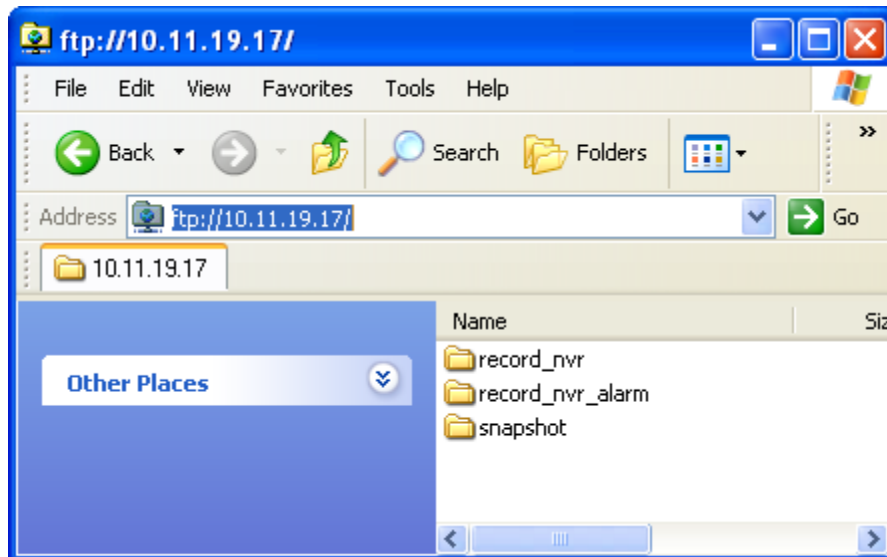 ftp://10.11.19.17/
File Edit View Favorites Tools Help
Back Search Folders »
Address ftp://10.11.19.17/ Go
10.11.19.17
Name Siz
Other Places
record_nvr
record_nvr_alarm
snapshot